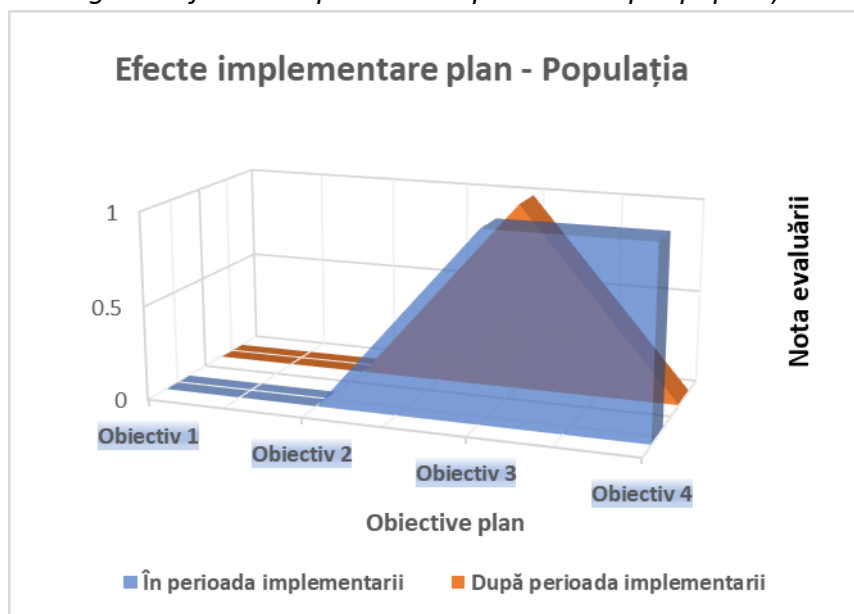 Efecte implementare plan - Populația
1
0.5
0
Nota evaluării
Obiectiv 1
Obiectiv 2
Obiectiv 3
Obiectiv 4
Obiective plan
În perioada implementarii
După perioada implementarii